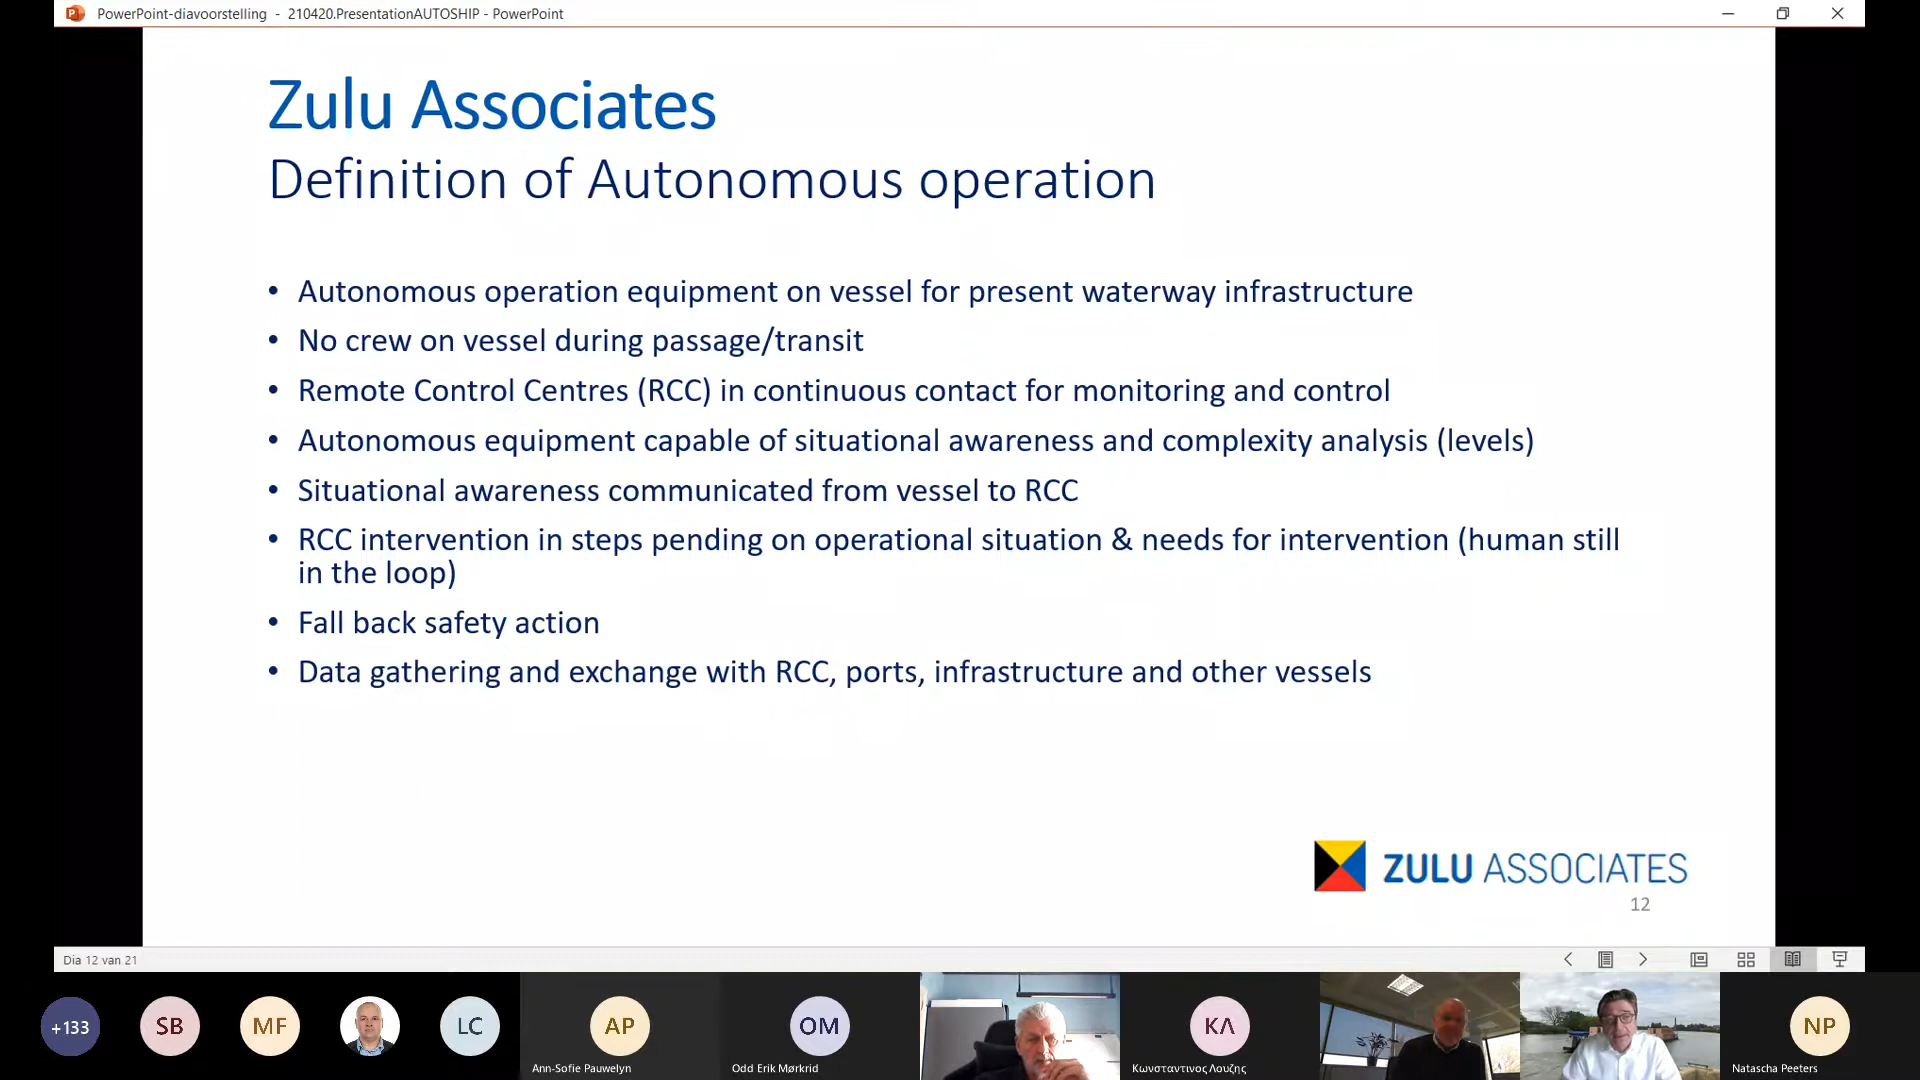 PowerPoint-diavoorstelling - 210420.PresentationAUTOSHIP - PowerPoint
Zulu Associates
Definition of Autonomous operation
• Autonomous operation equipment on vessel for present waterway infrastructure
• No crew on vessel during passage/transit
• Remote Control Centres (RCC) in continuous contact for monitoring and control
• Autonomous equipment capable of situational awareness and complexity analysis (levels)
• Situational awareness communicated from vessel to RCC
• RCC intervention in steps pending on operational situation & needs for intervention (human still
in the loop)
• Fall back safety action
• Data gathering and exchange with RCC, ports, infrastructure and other vessels
ZULU ASSOCIATES
12
Dia 12 van 21
+133
SB
MF
LC
AP
OM
ΚΛ
NP
Ann-Sofie Pauwelyn
Odd Erik Mørkrid
Κωνσταντινος Λουζης
Natascha Peeters